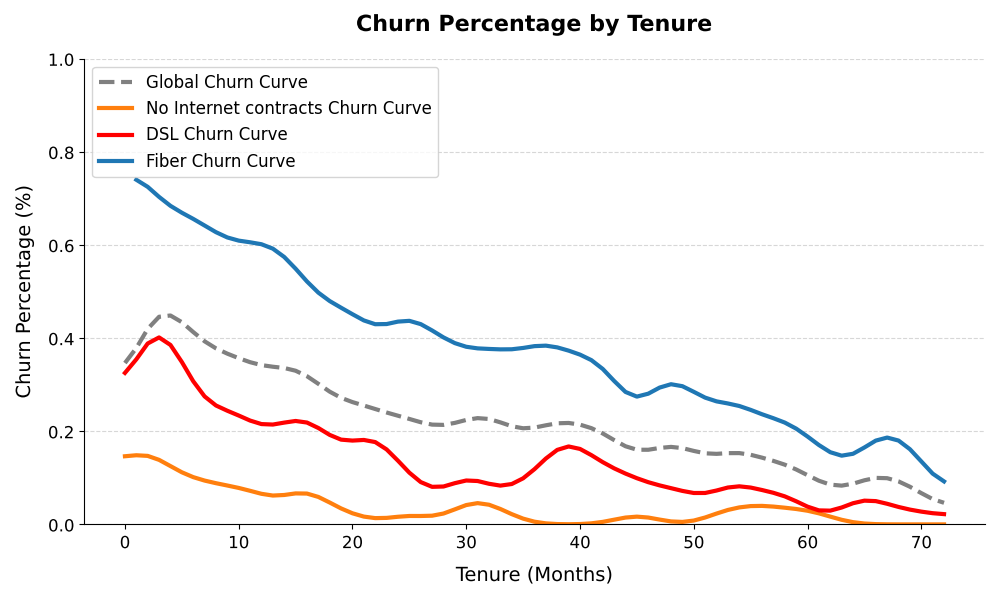 Churn Percentage by Tenure
Global Churn Curve
No Internet contracts Churn Curve
DSL Churn Curve
Fiber Churn Curve
Churn Percentage (%)
1.0
0.8
0.6
0.4
0.2
0.0
0 10 20 30 40 50 60 70
Tenure (Months)